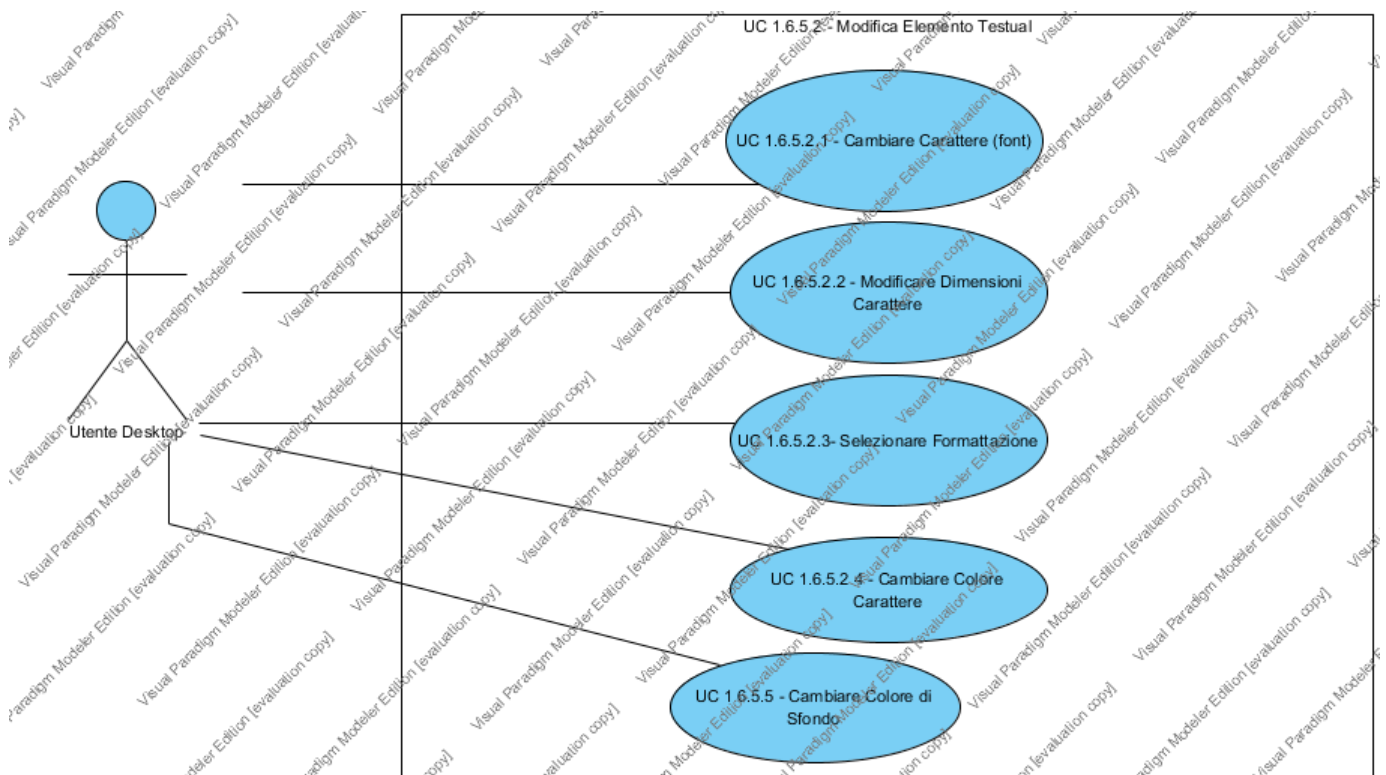 UC 1.6.5.2 - Modifica Elemento Testual
UC 1.6.5.2.1 - Cambiare Carattere (font)
UC 1.6.5.2.2 - Modificare Dimensioni
Carattere
Utente Desktop
UC 1.6.5.2.3- Selezionare Formattazione
UC 1.6.5.2.4 - Cambiare Colore
Carattere
UC 1.6.5.5 - Cambiare Colore di
Sfondo
Visual Paradigm Modeler Edition [evaluation copy]